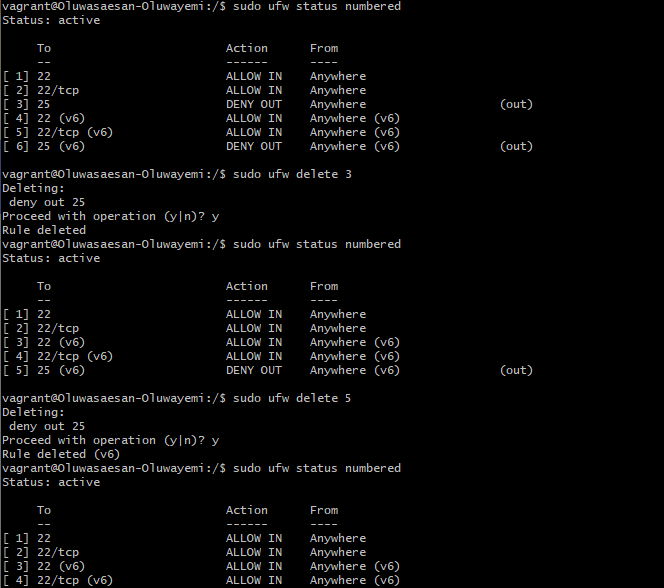 vagrant@Oluwasaesan-Oluwayemi:/$ sudo ufw status numbered
Status: active
To Action From
-- ------ ----
[ 1] 22 ALLOW IN Anywhere
[ 2] 22/tcp ALLOW IN Anywhere
[ 3] 25 DENY OUT Anywhere (out)
[ 4] 22 (v6) ALLOW IN Anywhere (v6)
[ 5] 22/tcp (v6) ALLOW IN Anywhere (v6)
[ 6] 25 (v6) DENY OUT Anywhere (v6) (out)
vagrant@Oluwasaesan-Oluwayemi:/$ sudo ufw delete 3
Deleting:
deny out 25
Proceed with operation (y|n)? y
Rule deleted
vagrant@Oluwasaesan-Oluwayemi:/$ sudo ufw status numbered
Status: active
To Action From
-- ------ ----
[ 1] 22 ALLOW IN Anywhere
[ 2] 22/tcp ALLOW IN Anywhere
[ 3] 22 (v6) ALLOW IN Anywhere (v6)
[ 4] 22/tcp (v6) ALLOW IN Anywhere (v6)
[ 5] 25 (v6) DENY OUT Anywhere (v6) (out)
vagrant@Oluwasaesan-Oluwayemi:/$ sudo ufw delete 5
Deleting:
deny out 25
Proceed with operation (y|n)? y
Rule deleted (v6)
vagrant@Oluwasaesan-Oluwayemi:/$ sudo ufw status numbered
Status: active
To Action From
-- ------ ----
[ 1] 22 ALLOW IN Anywhere
[ 2] 22/tcp ALLOW IN Anywhere
[ 3] 22 (v6) ALLOW IN Anywhere (v6)
[ 4] 22/tcp (v6) ALLOW IN Anywhere (v6)